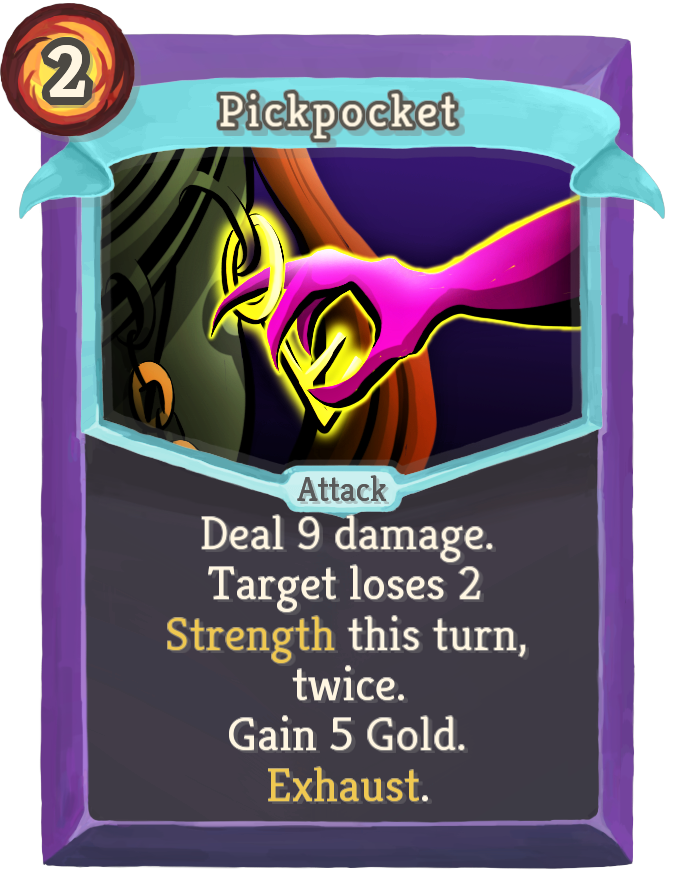 2
Pickpocket
Attack
Deal 9 damage.
Target loses 2
Strength this turn,
twice.
Gain 5 Gold.
Exhaust.